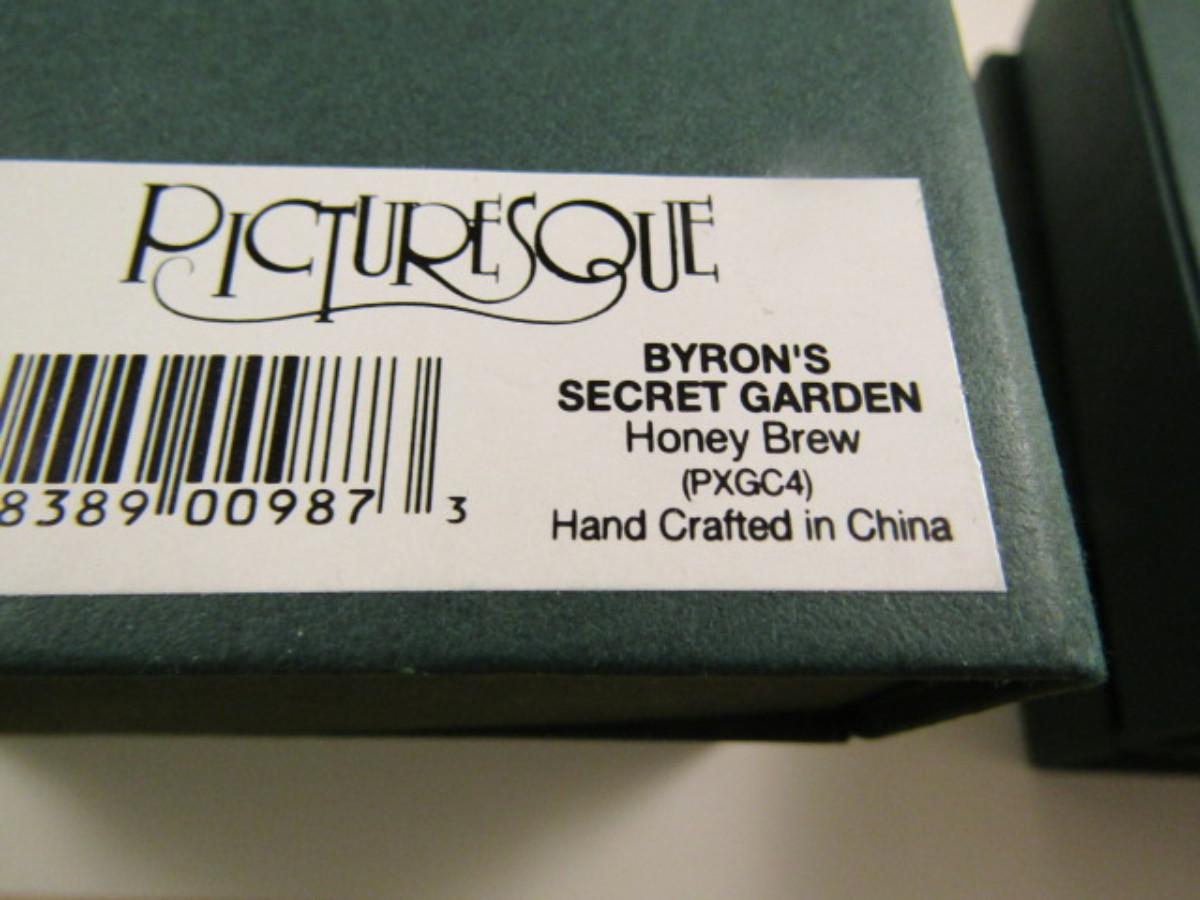 PICTURESQUE
BYRON'S
SECRET GARDEN
Honey Brew
(PXGC4)
Hand Crafted in China
8389 00987 3